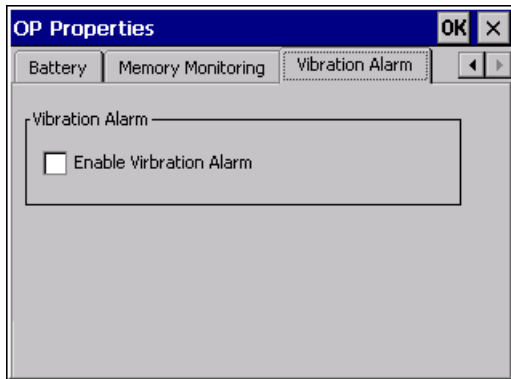 OP Properties OK ×
Battery Memory Monitoring Vibration Alarm
Vibration Alarm
Enable Virbration Alarm